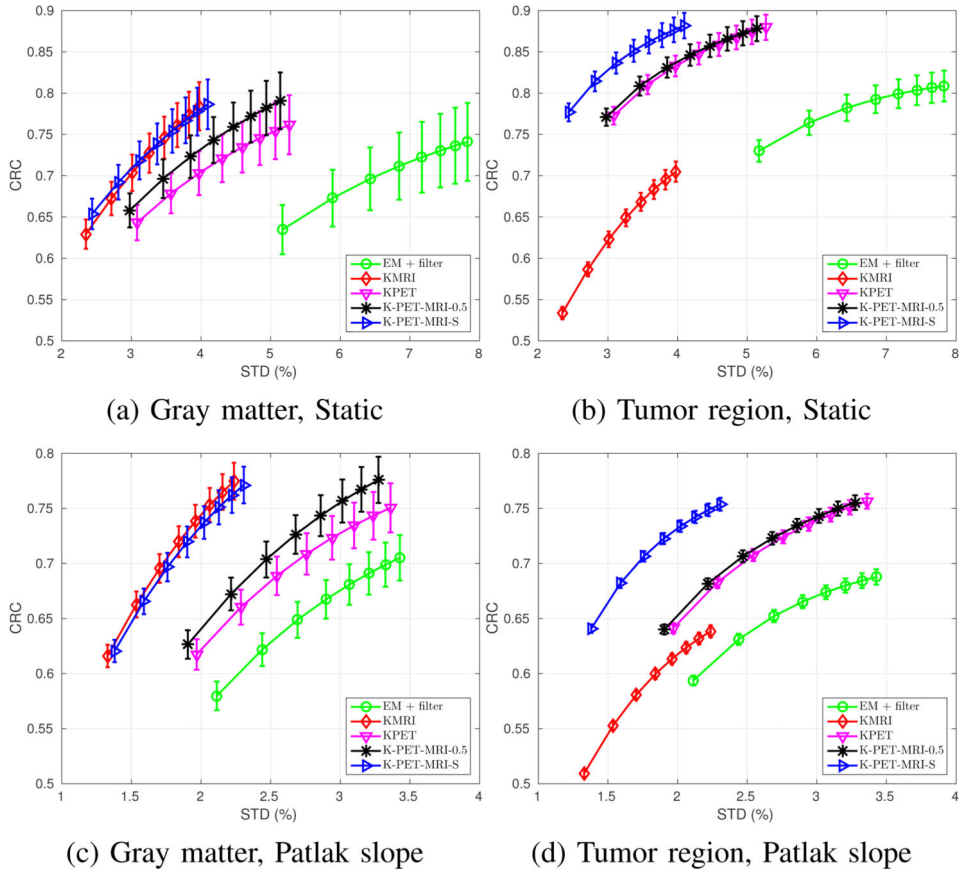 0.9
0.85
0.8
0.75
0.7
0.65
0.6
0.55
0.5
CRC
2 3 4 5 6 7 8
STD (%)
EM + filter
KMRI
KPET
K-PET-MRI-0.5
K-PET-MRI-S
(a) Gray matter, Static
0.9
0.85
0.8
0.75
0.7
0.65
0.6
0.55
0.5
CRC
2 3 4 5 6 7 8
STD (%)
EM + filter
KMRI
KPET
K-PET-MRI-0.5
K-PET-MRI-S
(b) Tumor region, Static
0.8
0.75
0.7
0.65
0.6
0.55
0.5
CRC
1 1.5 2 2.5 3 3.5 4
STD (%)
EM + filter
KMRI
KPET
K-PET-MRI-0.5
K-PET-MRI-S
(c) Gray matter, Patlak slope
0.8
0.75
0.7
0.65
0.6
0.55
0.5
CRC
1 1.5 2 2.5 3 3.5 4
STD (%)
EM + filter
KMRI
KPET
K-PET-MRI-0.5
K-PET-MRI-S
(d) Tumor region, Patlak slope